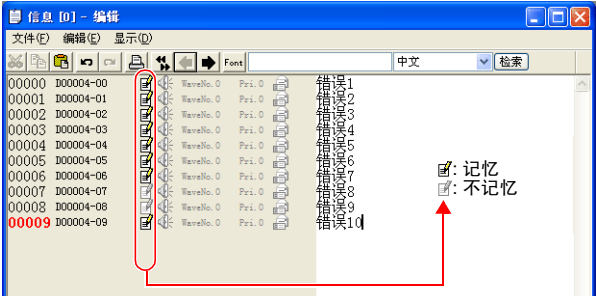 信息 [0] - 编辑
文件(F) 编辑(E) 显示(D)
Font 中文 检索
00000 D00004-00 WaveNo.0 Pri.0 错误1
00001 D00004-01 WaveNo.0 Pri.0 错误2
00002 D00004-02 WaveNo.0 Pri.0 错误3
00003 D00004-03 WaveNo.0 Pri.0 错误4
00004 D00004-04 WaveNo.0 Pri.0 错误5
00005 D00004-05 WaveNo.0 Pri.0 错误6
00006 D00004-06 WaveNo.0 Pri.0 错误7
00007 D00004-07 WaveNo.0 Pri.0 错误8
00008 D00004-08 WaveNo.0 Pri.0 错误9
00009 D00004-09 WaveNo.0 Pri.0 错误10
: 记忆
: 不记忆